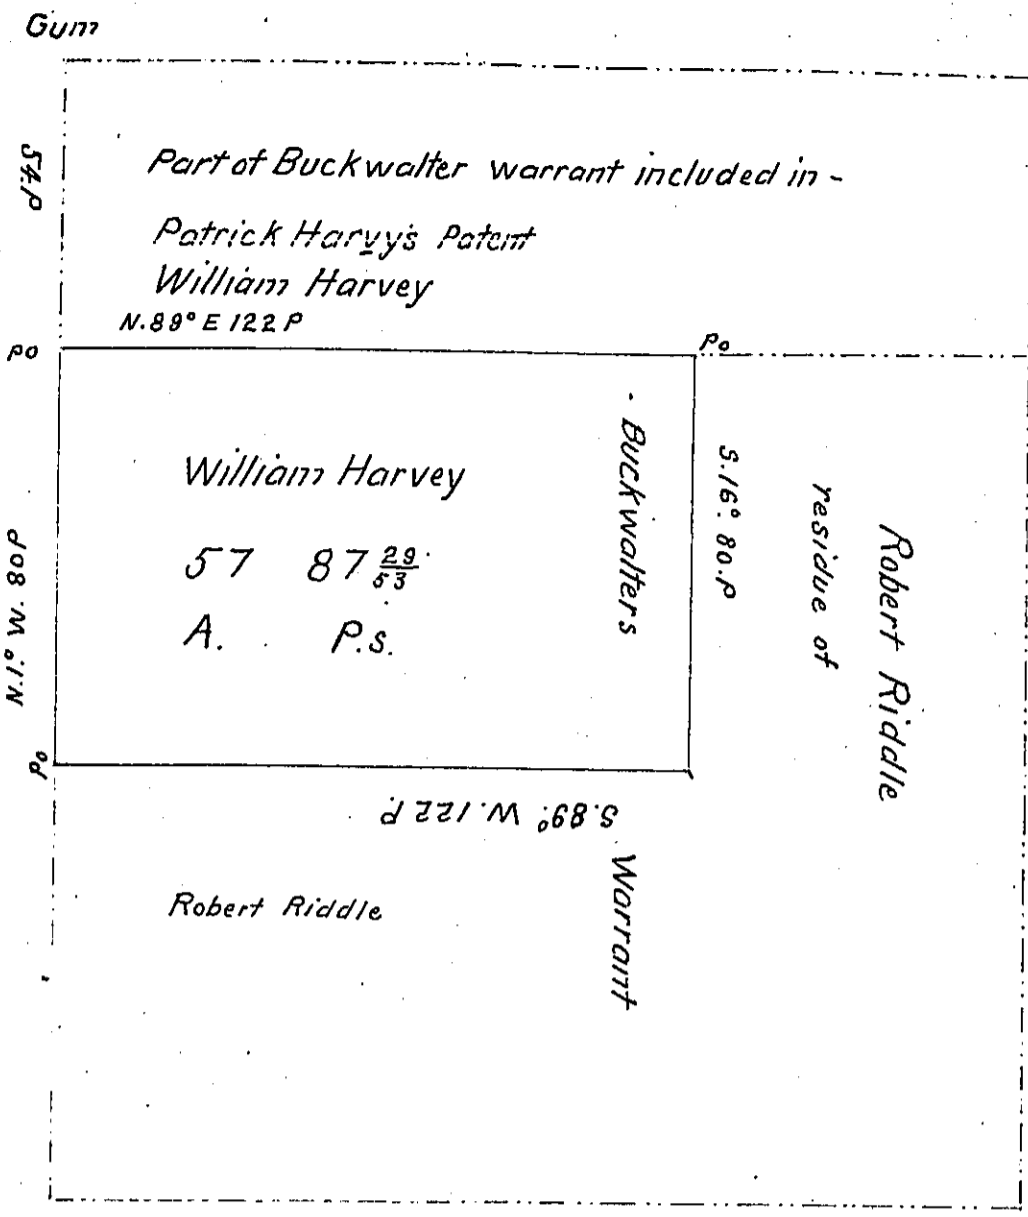 Gum
54.P
Part of Buckwalter warrant included in -
Patrick Harvy's Patent
William Harvey
N.89° E 122 P
Po
Po
William Harvey
57 87 29/53
A. P.s.
- Buckwalters
S.16° 80.P
residue of
Robert Riddle
N.1° W. 80P
Po
S.89° W. 122 P.
Warrant
Robert Riddle